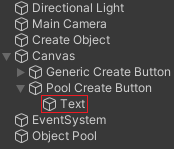 Directional Light
Main Camera
Create Object
Canvas
Generic Create Button
Pool Create Button
Text
EventSystem
Object Pool